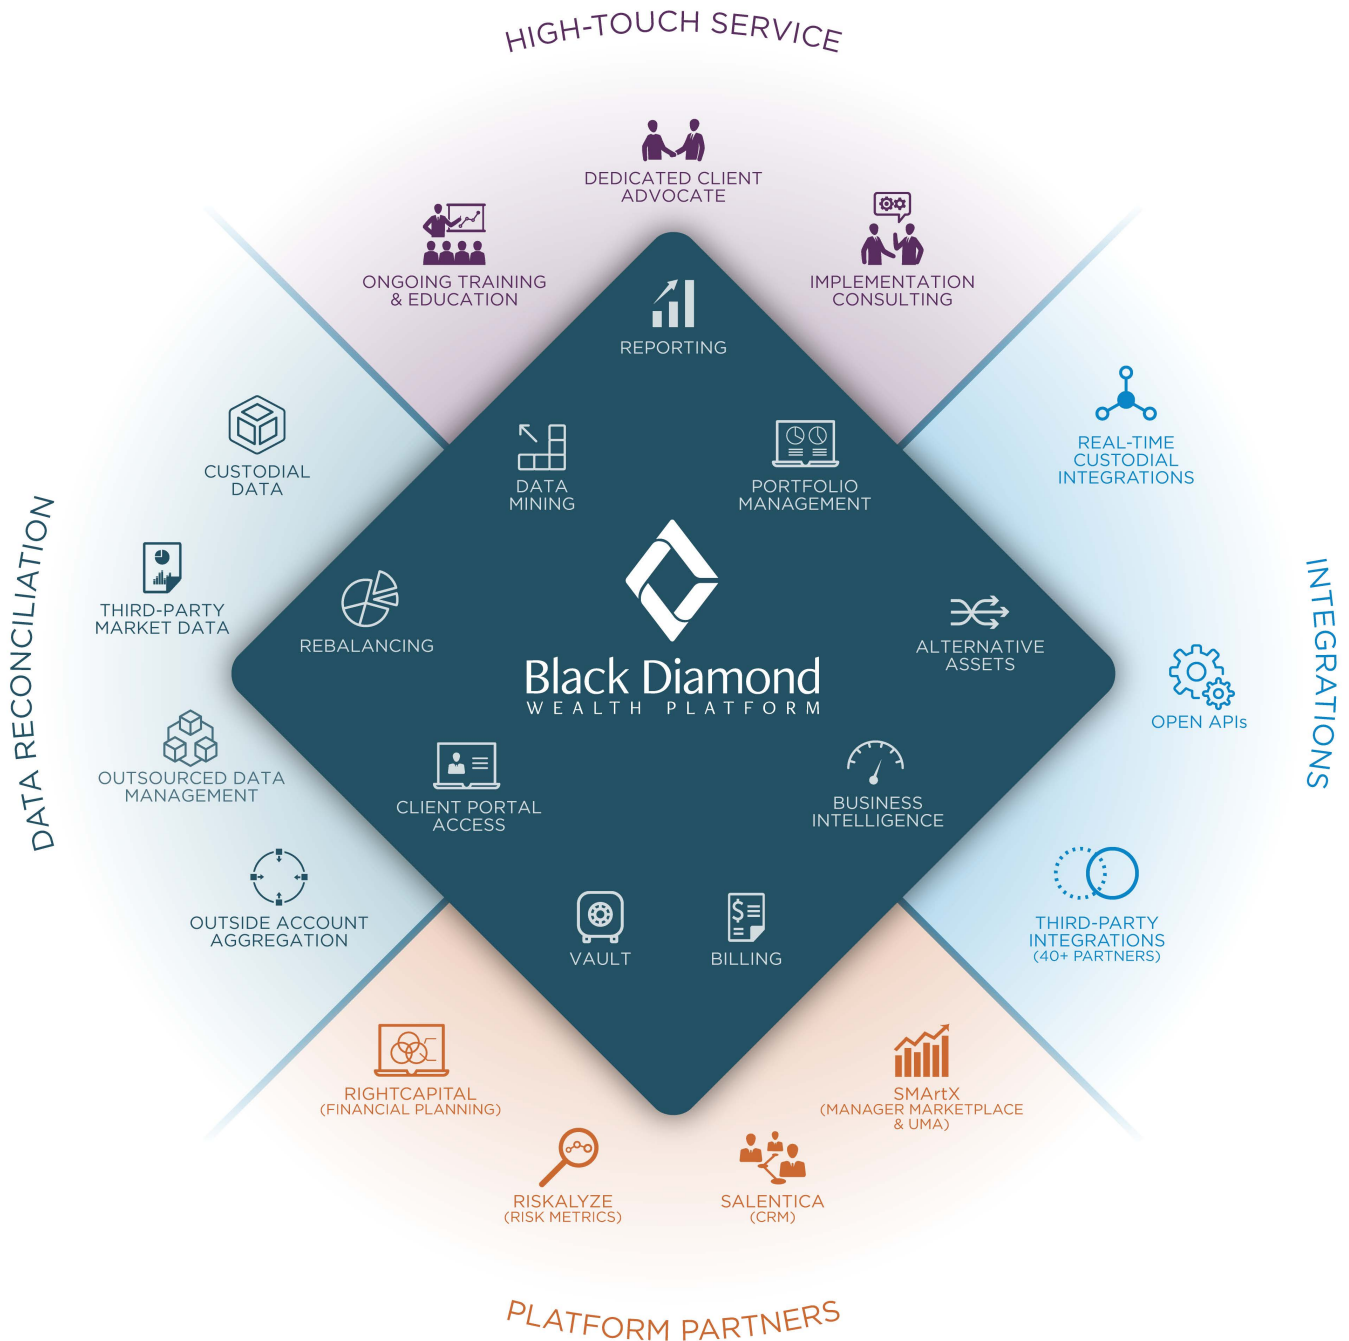 HIGH-TOUCH SERVICE
DEDICATED CLIENT
ADVOCATE
ONGOING TRAINING
& EDUCATION
IMPLEMENTATION
CONSULTING
REPORTING
DATA
MINING
PORTFOLIO
MANAGEMENT
REBALANCING
ALTERNATIVE
ASSETS
Black Diamond
WEALTH PLATFORM
CLIENT PORTAL
ACCESS
BUSINESS
INTELLIGENCE
VAULT
BILLING
DATA RECONCILIATION
CUSTODIAL
DATA
THIRD-PARTY
MARKET DATA
OUTSOURCED DATA
MANAGEMENT
OUTSIDE ACCOUNT
AGGREGATION
INTEGRATIONS
REAL-TIME
CUSTODIAL
INTEGRATIONS
OPEN APIs
THIRD-PARTY
INTEGRATIONS
(40+ PARTNERS)
RIGHTCAPITAL
(FINANCIAL PLANNING)
RISKALYZE
(RISK METRICS)
SALENTICA
(CRM)
SMArtX
(MANAGER MARKETPLACE
& UMA)
PLATFORM PARTNERS